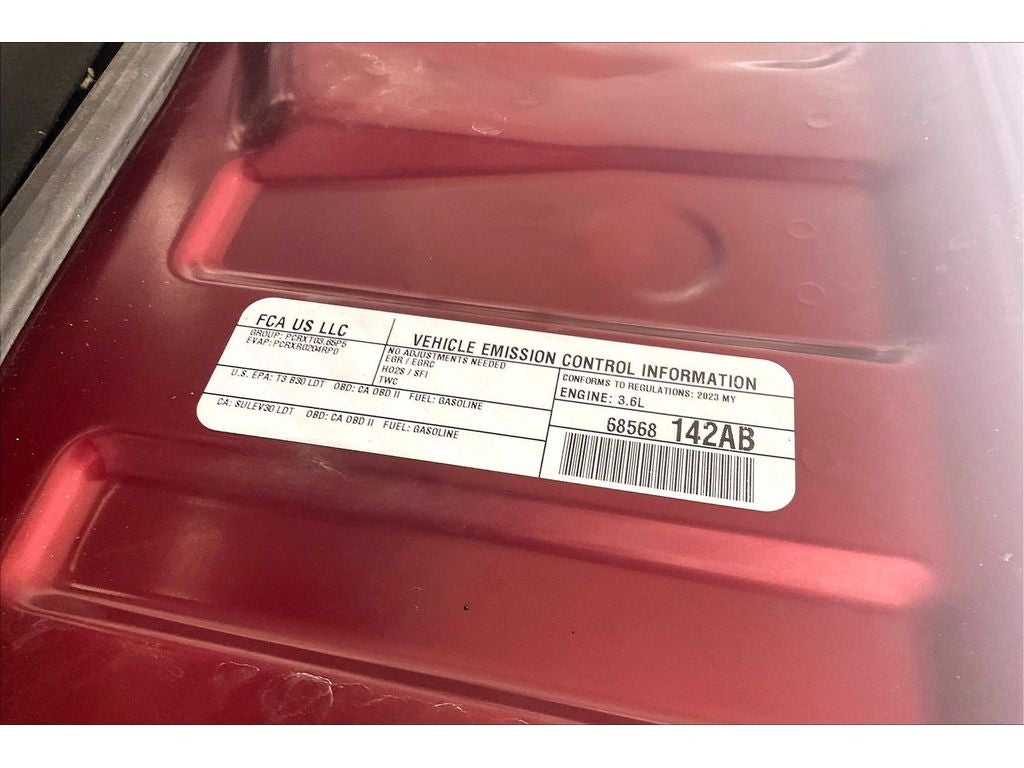 FCA US LLC
GROUP: PCRXT03.65P5
EVAP: PCRXR0204RP0
VEHICLE EMISSION CONTROL INFORMATION
NO ADJUSTMENTS NEEDED
EGR / EGRC
HO2S / SFI
TWC
CONFORMS TO REGULATIONS: 2023 MY
ENGINE: 3.6L
U.S. EPA: T3 B30 LDT OBD: CA OBD II FUEL: GASOLINE
CA: SULEV30 LDT OBD: CA OBD II FUEL: GASOLINE
68568 142AB